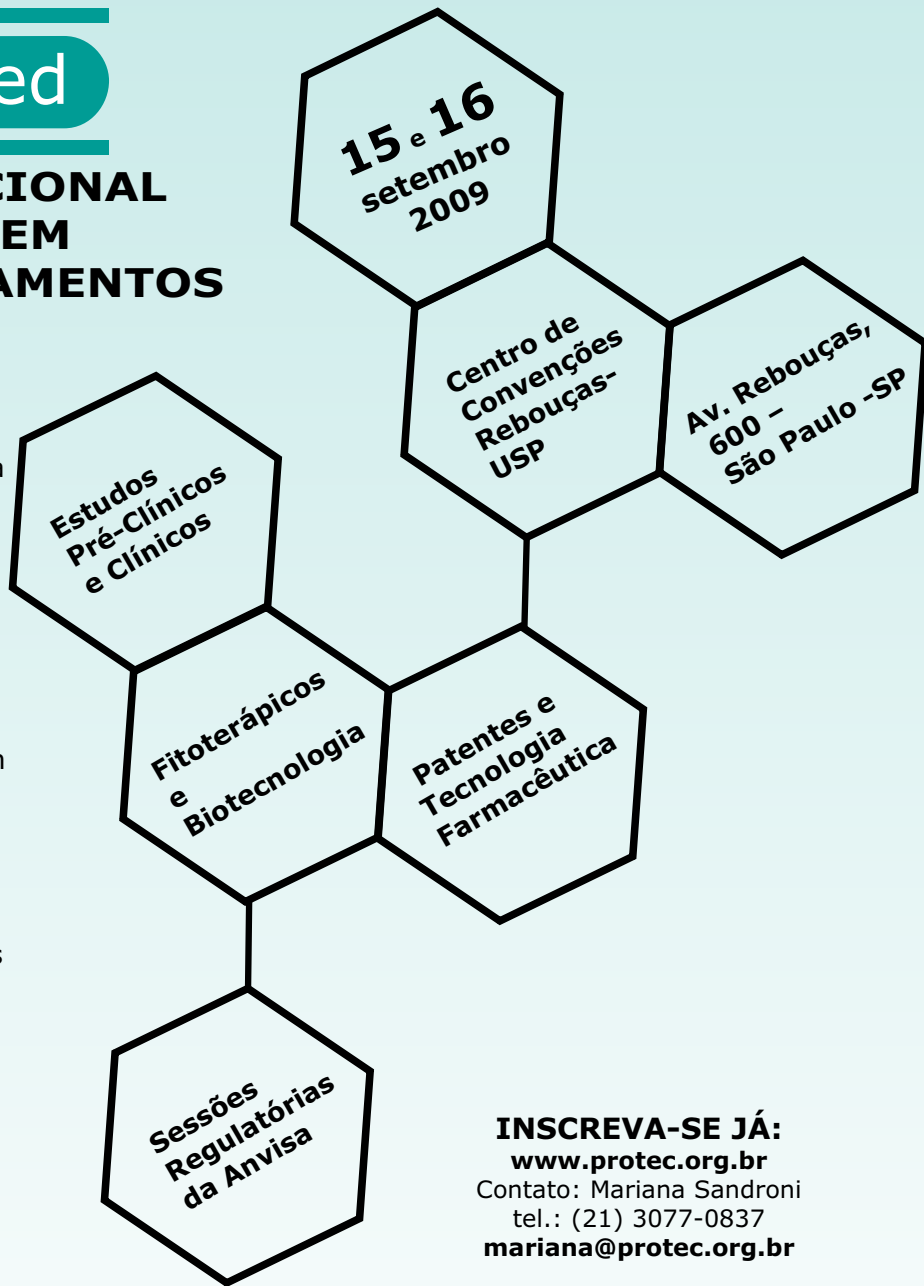 ed
CIONAL
EM
AMENTOS
15 e 16
setembro
2009
Centro de
Convenções
Rebouças-
USP
Av. Rebouças,
600 –
São Paulo -SP
Estudos
Pré-Clínicos
e Clínicos
Fitoterápicos
e
Biotecnologia
Patentes e
Tecnologia
Farmacêutica
Sessões
Regulatórias
da Anvisa
INSCREVA-SE JÁ:
www.protec.org.br
Contato: Mariana Sandroni
tel.: (21) 3077-0837
mariana@protec.org.br